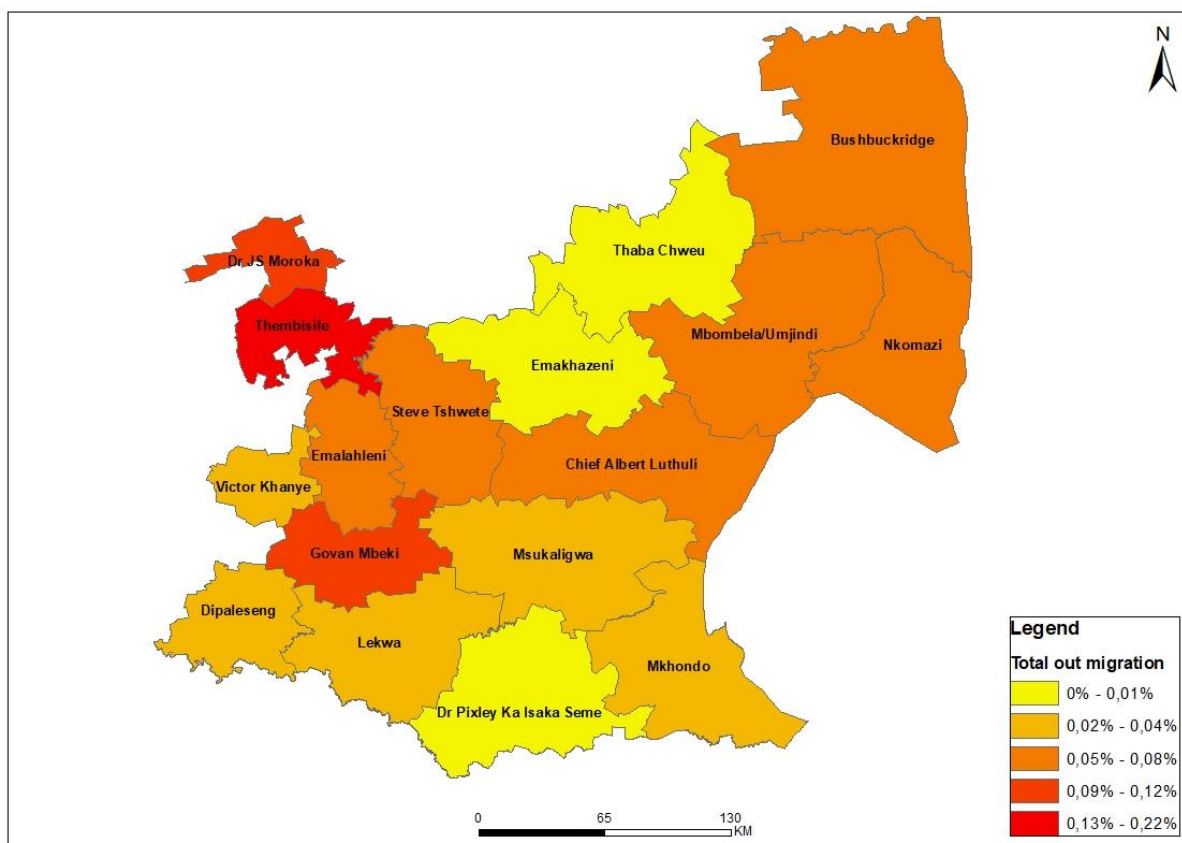 N
Bushbuckridge
Thaba Chweu
Dr JS Moroka
Thembisile
Mbombela/Umjindi
Nkomazi
Emakhazeni
Steve Tshwete
Emalahleni
Chief Albert Luthuli
Victor Khanye
Govan Mbeki
Msukaligwa
Dipaleseng
Lekwa
Mkhondo
Dr Pixley Ka Isaka Seme
Legend
Total out migration
0% - 0,01%
0,02% - 0,04%
0,05% - 0,08%
0,09% - 0,12%
0,13% - 0,22%
0 65 130
KM